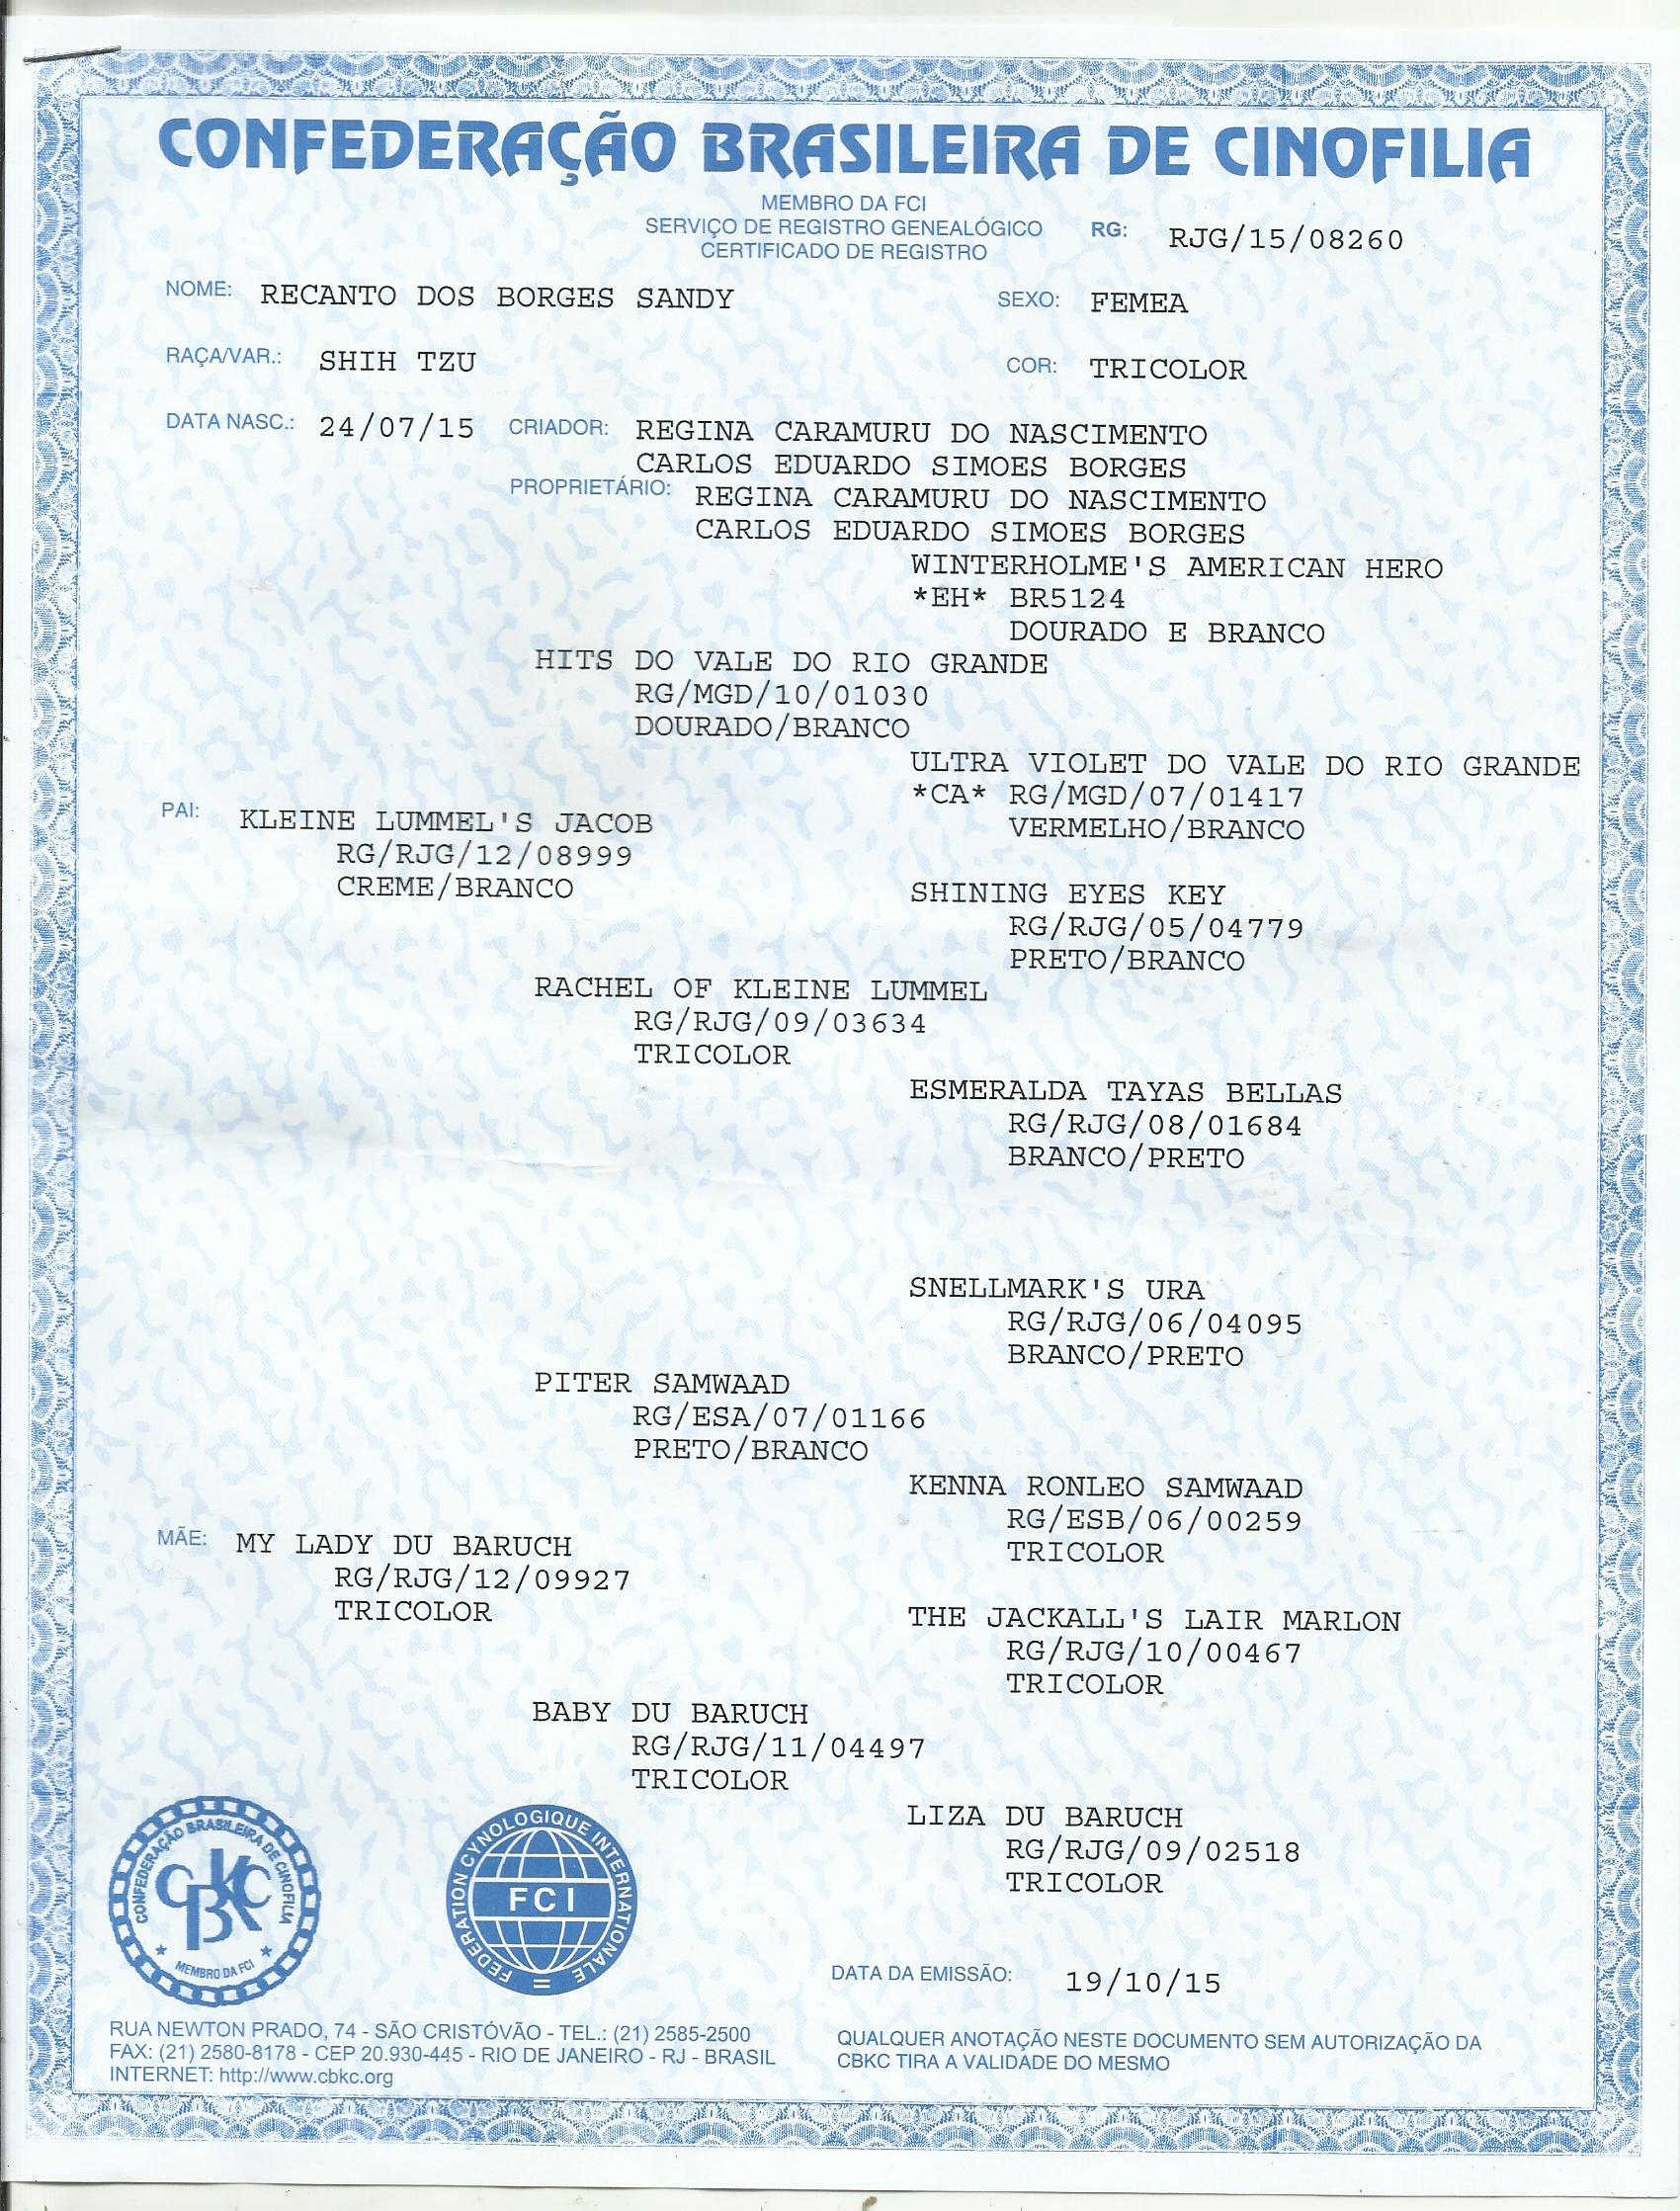 CONFEDERAÇÃO BRASILEIRA DE CINOFILIA
MEMBRO DA FCI
SERVIÇO DE REGISTRO GENEALÓGICO
CERTIFICADO DE REGISTRO
RG: RJG/15/08260
NOME: RECANTO DOS BORGES SANDY
SEXO: FEMEA
RAÇA/VAR.: SHIH TZU
COR: TRICOLOR
DATA NASC.: 24/07/15
CRIADOR: REGINA CARAMURU DO NASCIMENTO
CARLOS EDUARDO SIMOES BORGES
PROPRIETÁRIO: REGINA CARAMURU DO NASCIMENTO
CARLOS EDUARDO SIMOES BORGES
WINTERHOLME'S AMERICAN HERO
*EH* BR5124
DOURADO E BRANCO
HITS DO VALE DO RIO GRANDE
RG/MGD/10/01030
DOURADO/BRANCO
ULTRA VIOLET DO VALE DO RIO GRANDE
*CA* RG/MGD/07/01417
VERMELHO/BRANCO
PAI: KLEINE LUMMEL'S JACOB
RG/RJG/12/08999
CREME/BRANCO
SHINING EYES KEY
RG/RJG/05/04779
PRETO/BRANCO
RACHEL OF KLEINE LUMMEL
RG/RJG/09/03634
TRICOLOR
ESMERALDA TAYAS BELLAS
RG/RJG/08/01684
BRANCO/PRETO
SNELLMARK'S URA
RG/RJG/06/04095
BRANCO/PRETO
PITER SAMWAAD
RG/ESA/07/01166
PRETO/BRANCO
KENNA RONLEO SAMWAAD
RG/ESB/06/00259
TRICOLOR
MÃE: MY LADY DU BARUCH
RG/RJG/12/09927
TRICOLOR
THE JACKALL'S LAIR MARLON
RG/RJG/10/00467
TRICOLOR
BABY DU BARUCH
RG/RJG/11/04497
TRICOLOR
LIZA DU BARUCH
RG/RJG/09/02518
TRICOLOR
CONFEDERAÇÃO BRASILEIRA DE CINOFILIA
CBKC
MEMBRO DA FCI
FEDERATION CYNOLOGIQUE INTERNATIONALE
FCI
DATA DA EMISSÃO: 19/10/15
RUA NEWTON PRADO, 74 - SÃO CRISTÓVÃO - TEL.: (21) 2585-2500
FAX: (21) 2580-8178 - CEP 20.930-445 - RIO DE JANEIRO - RJ - BRASIL
INTERNET: http://www.cbkc.org
QUALQUER ANOTAÇÃO NESTE DOCUMENTO SEM AUTORIZAÇÃO DA
CBKC TIRA A VALIDADE DO MESMO